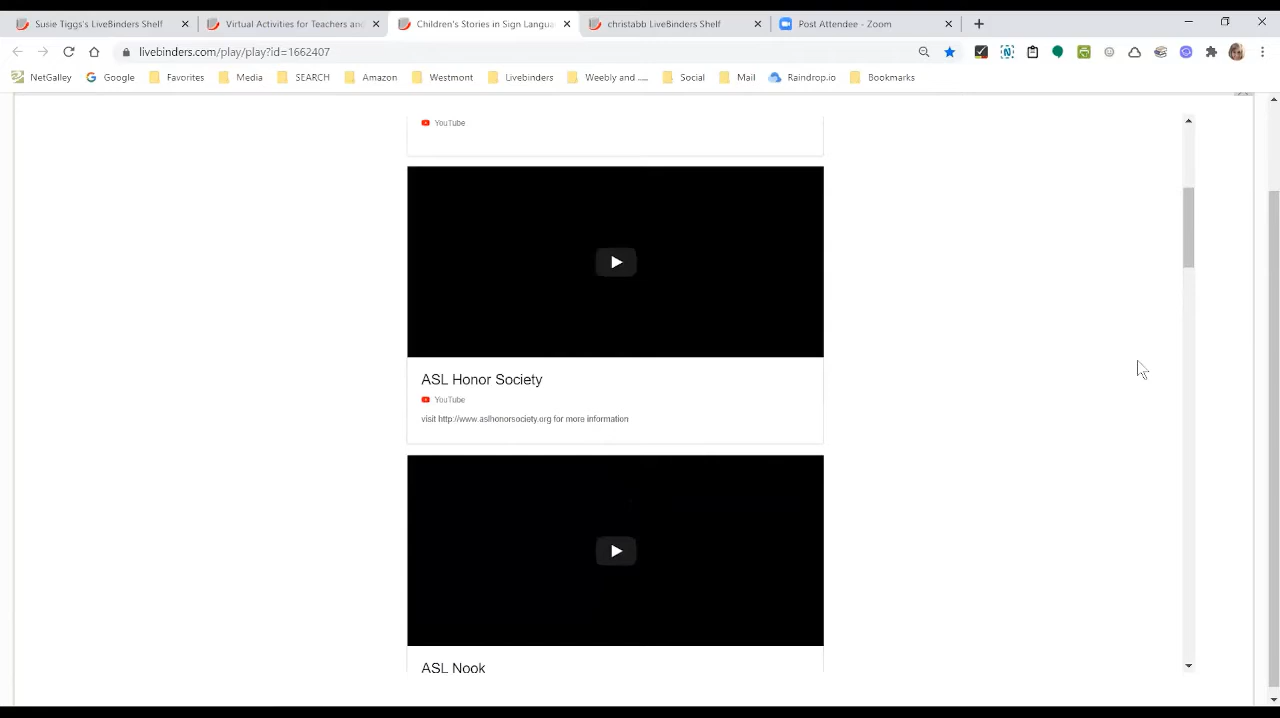 Susie Tiggs's LiveBinders Shelf
Virtual Activities for Teachers and
Children's Stories in Sign Langua
christabb LiveBinders Shelf
Post Attendee - Zoom
livebinders.com/play/play?id=1662407
NetGalley
Google
Favorites
Media
SEARCH
Amazon
Westmont
Livebinders
Weebly and ....
Social
Mail
Raindrop.io
Bookmarks
YouTube
ASL Honor Society
YouTube
visit http://www.aslhonorsociety.org for more information
ASL Nook